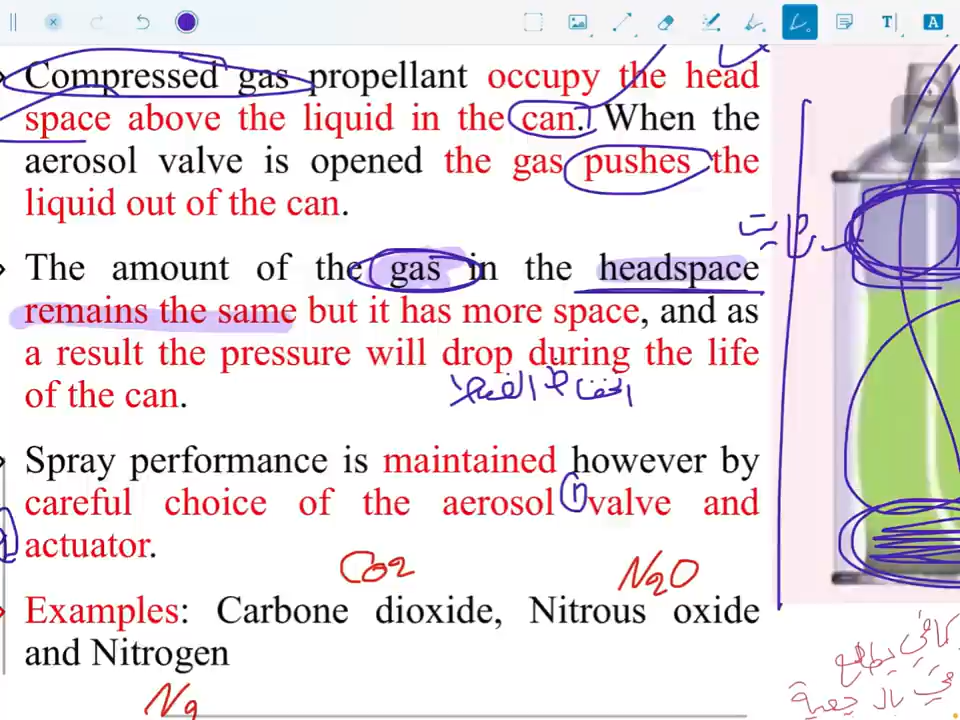 Compressed gas propellant occupy the head
space above the liquid in the can. When the
aerosol valve is opened the gas pushes the
liquid out of the can.
ثابت
The amount of the gas in the headspace
remains the same but it has more space, and as
a result the pressure will drop during the life
of the can.
Spray performance is maintained however by
careful choice of the aerosol valve and
actuator.
CO2
N2O
Examples: Carbone dioxide, Nitrous oxide
and Nitrogen
N2